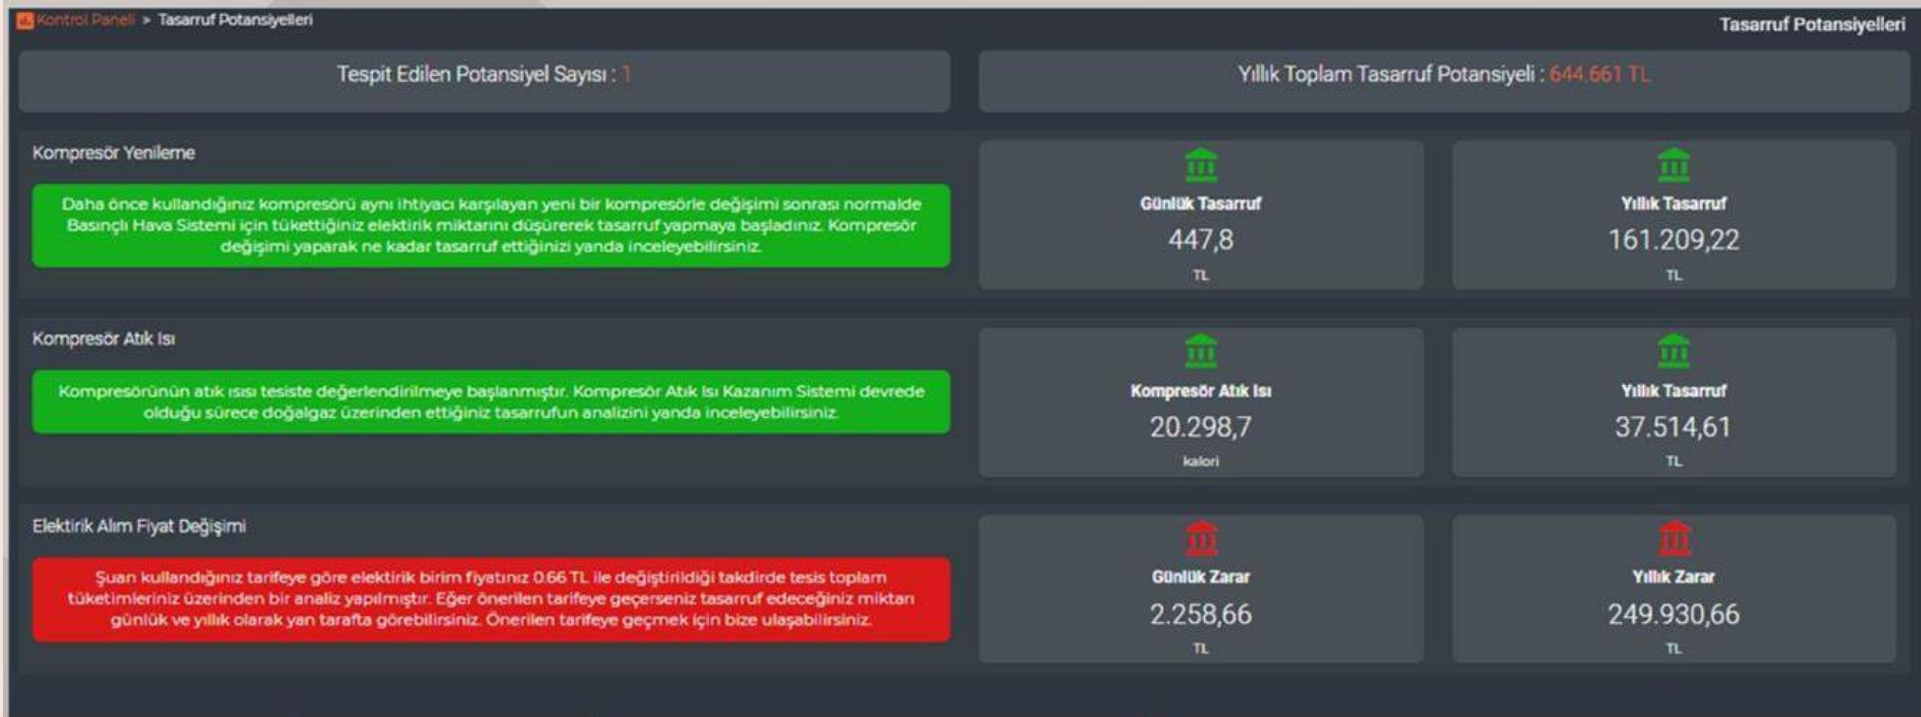 Kontrol Paneli > Tasarruf Potansiyelleri
Tasarruf Potansiyelleri
Tespit Edilen Potansiyel Sayısı : 1
Yıllık Toplam Tasarruf Potansiyeli : 644.661 TL
Kompresör Yenileme
Daha önce kullandığınız kompresörü aynı ihtiyacı karşılayan yeni bir kompresörle değişimi sonrası normalde
Basınçlı Hava Sistemi için tükettiğiniz elektirik miktarını düşürerek tasarruf yapmaya başladınız. Kompresör
değişimi yaparak ne kadar tasarruf ettiğinizi yanda inceleyebilirsiniz.
Günlük Tasarruf
447,8
TL
Yıllık Tasarruf
161.209,22
TL
Kompresör Atık Isı
Kompresörünün atık ısısı tesiste değerlendirilmeye başlanmıştır. Kompresör Atık Isı Kazanım Sistemi devrede
olduğu sürece doğalgaz üzerinden ettiğiniz tasarrufun analizini yanda inceleyebilirsiniz.
Kompresör Atık Isı
20.298,7
kalori
Yıllık Tasarruf
37.514,61
TL
Elektirik Alım Fiyat Değişimi
Şuan kullandığınız tarifeye göre elektirik birim fiyatınız 0.66 TL ile değiştirildiği takdirde tesis toplam
tüketimleriniz üzerinden bir analiz yapılmıştır. Eğer önerilen tarifeye geçerseniz tasarruf edeceğiniz miktarı
günlük ve yıllık olarak yan tarafta görebilirsiniz. Önerilen tarifeye geçmek için bize ulaşabilirsiniz.
Günlük Zarar
2.258,66
TL
Yıllık Zarar
249.930,66
TL